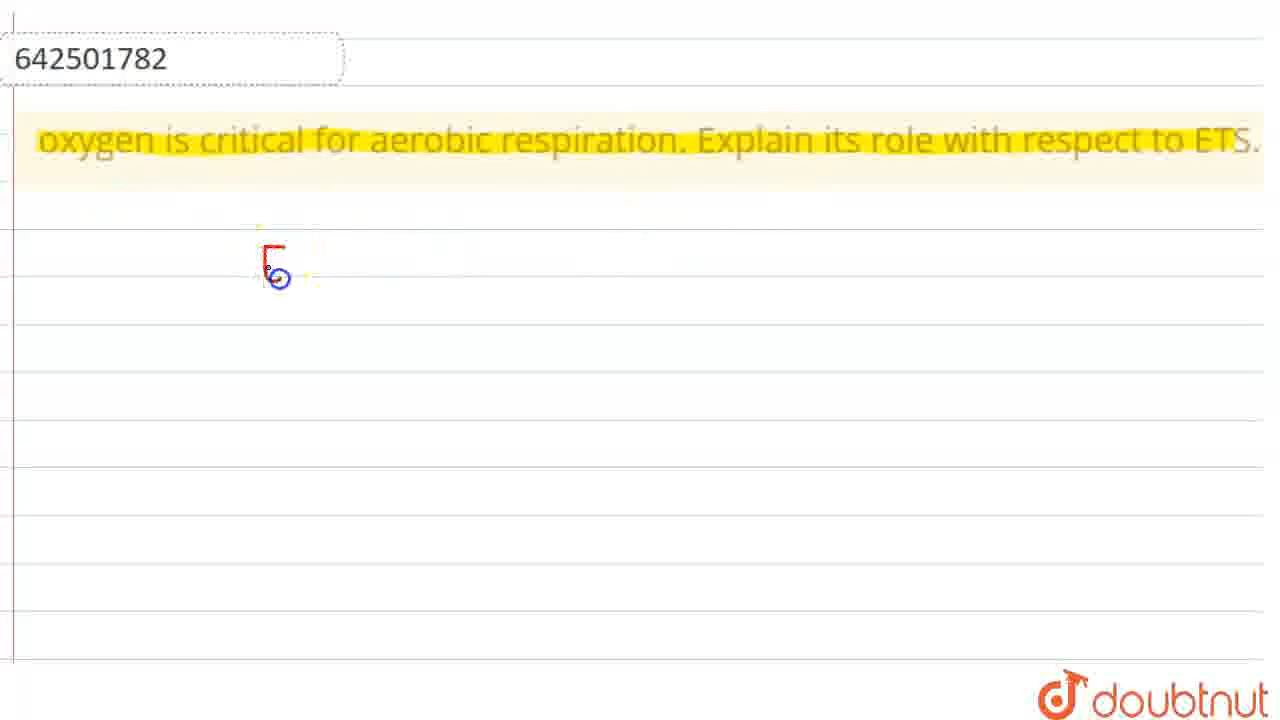 642501782
oxygen is critical for aerobic respiration. Explain its role with respect to ETS.
doubtnut